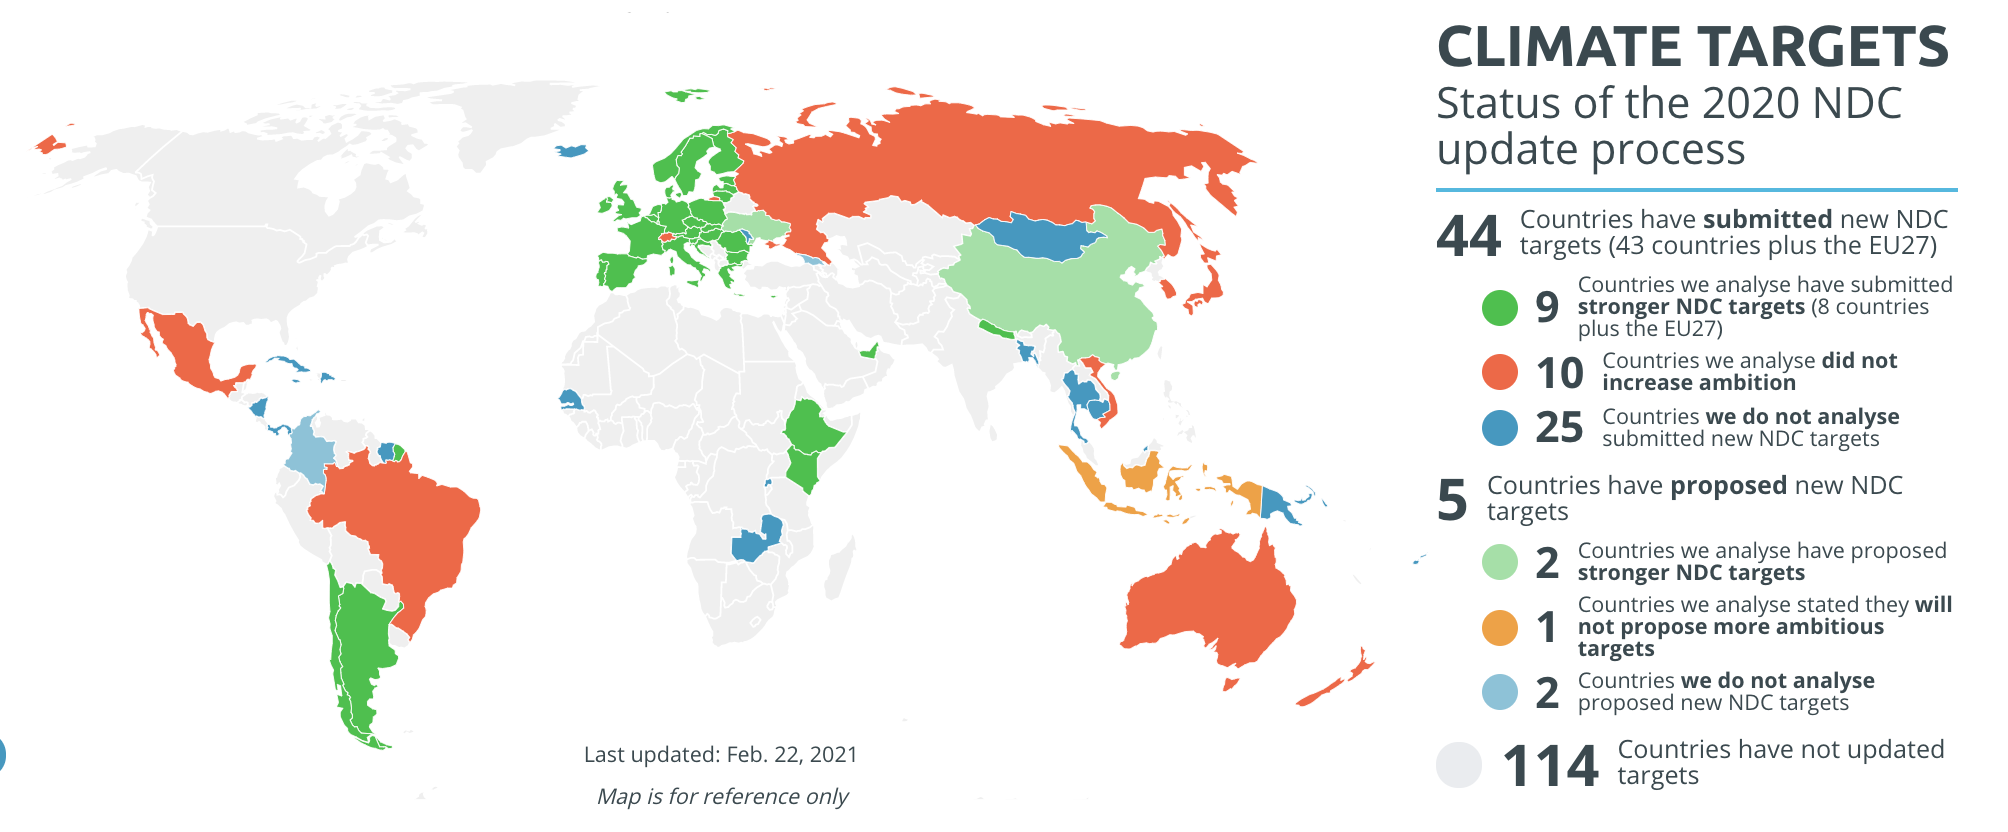 CLIMATE TARGETS
Status of the 2020 NDC
update process
44 Countries have submitted new NDC
targets (43 countries plus the EU27)
9 Countries we analyse have submitted
stronger NDC targets (8 countries
plus the EU27)
10 Countries we analyse did not
increase ambition
25 Countries we do not analyse
submitted new NDC targets
5 Countries have proposed new NDC
targets
2 Countries we analyse have proposed
stronger NDC targets
1 Countries we analyse stated they will
not propose more ambitious
targets
2 Countries we do not analyse
proposed new NDC targets
114 Countries have not updated
targets
Last updated: Feb. 22, 2021
Map is for reference only